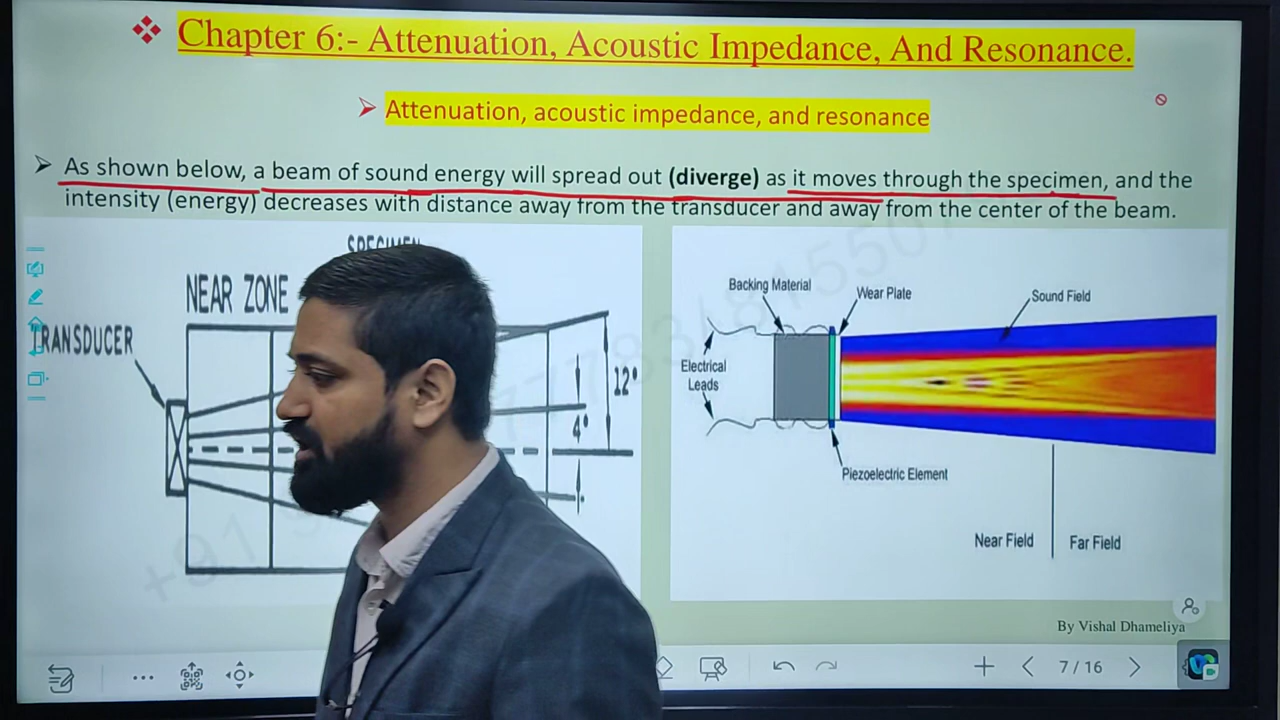 ❖ Chapter 6:- Attenuation, Acoustic Impedance, And Resonance.
➢ Attenuation, acoustic impedance, and resonance
➢ As shown below, a beam of sound energy will spread out (diverge) as it moves through the specimen, and the
intensity (energy) decreases with distance away from the transducer and away from the center of the beam.
SPECIMEN
NEAR ZONE
TRANSDUCER
12°
4°
Backing Material
Wear Plate
Sound Field
Electrical
Leads
Piezoelectric Element
Near Field
Far Field
By Vishal Dhameliya
7 / 16